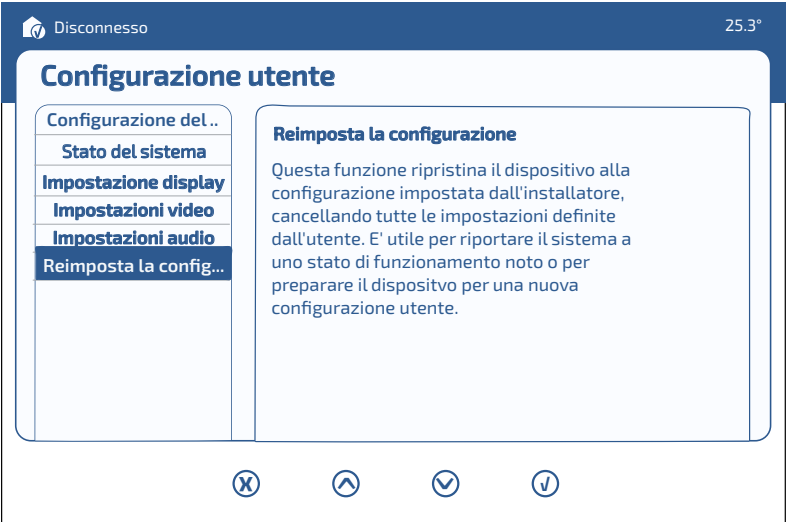 Disconnesso
25.3°
Configurazione utente
Configurazione del ..
Stato del sistema
Impostazione display
Impostazioni video
Impostazioni audio
Reimposta la config...
Reimposta la configurazione
Questa funzione ripristina il dispositivo alla
configurazione impostata dall'installatore,
cancellando tutte le impostazioni definite
dall'utente. E' utile per riportare il sistema a
uno stato di funzionamento noto o per
preparare il dispositvo per una nuova
configurazione utente.